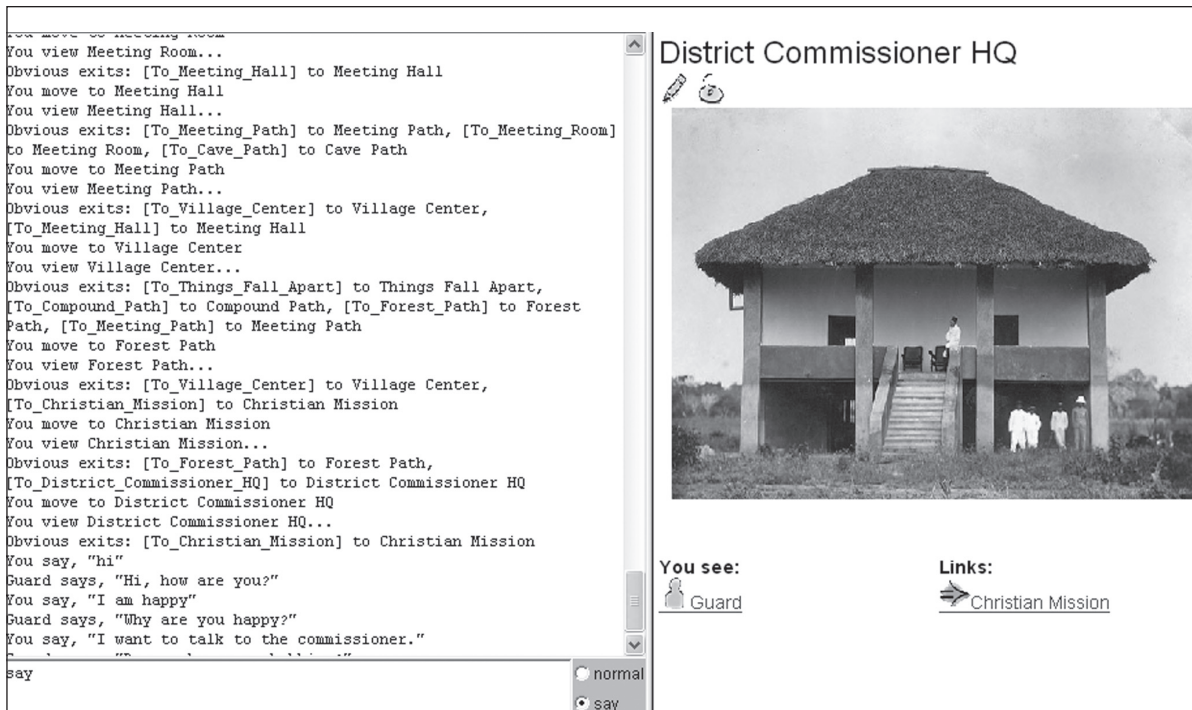 You move to Meeting Room
You view Meeting Room...
Obvious exits: [To_Meeting_Hall] to Meeting Hall
You move to Meeting Hall
You view Meeting Hall...
Obvious exits: [To_Meeting_Path] to Meeting Path, [To_Meeting_Room]
to Meeting Room, [To_Cave_Path] to Cave Path
You move to Meeting Path
You view Meeting Path...
Obvious exits: [To_Village_Center] to Village Center,
[To_Meeting_Hall] to Meeting Hall
You move to Village Center
You view Village Center...
Obvious exits: [To_Things_Fall_Apart] to Things Fall Apart,
[To_Compound_Path] to Compound Path, [To_Forest_Path] to Forest
Path, [To_Meeting_Path] to Meeting Path
You move to Forest Path
You view Forest Path...
Obvious exits: [To_Village_Center] to Village Center,
[To_Christian_Mission] to Christian Mission
You move to Christian Mission
You view Christian Mission...
Obvious exits: [To_Forest_Path] to Forest Path,
[To_District_Commissioner_HQ] to District Commissioner HQ
You move to District Commissioner HQ
You view District Commissioner HQ...
Obvious exits: [To_Christian_Mission] to Christian Mission
You say, "hi"
Guard says, "Hi, how are you?"
You say, "I am happy"
Guard says, "Why are you happy?"
You say, "I want to talk to the commissioner."
say
normal
say
District Commissioner HQ
You see:
Guard
Links:
Christian Mission